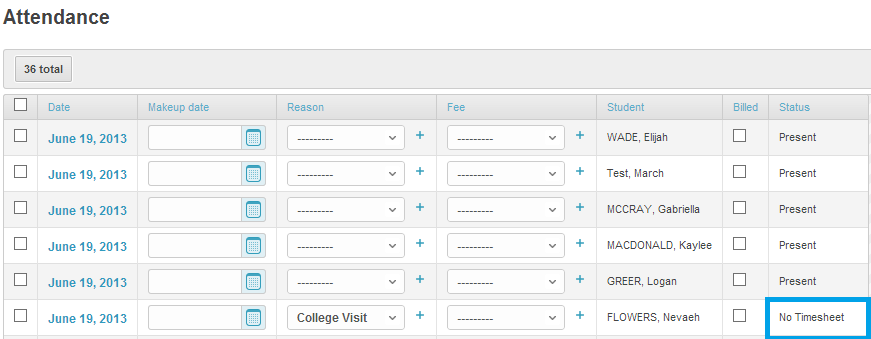 Attendance
36 total
Date Makeup date Reason Fee Student Billed Status
June 19, 2013 --------- + --------- + WADE, Elijah Present
June 19, 2013 --------- + --------- + Test, March Present
June 19, 2013 --------- + --------- + MCCRAY, Gabriella Present
June 19, 2013 --------- + --------- + MACDONALD, Kaylee Present
June 19, 2013 --------- + --------- + GREER, Logan Present
June 19, 2013 College Visit + --------- + FLOWERS, Nevaeh No Timesheet